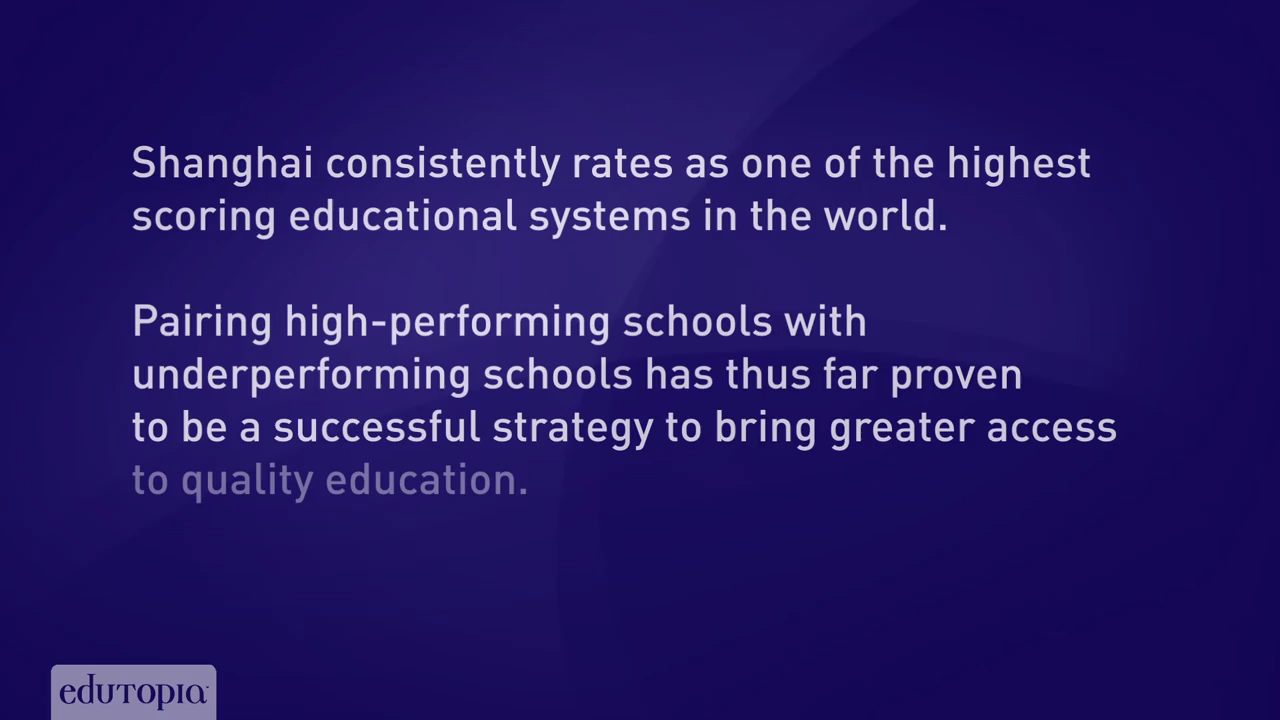 Shanghai consistently rates as one of the highest
scoring educational systems in the world.
Pairing high-performing schools with
underperforming schools has thus far proven
to be a successful strategy to bring greater access
to quality education.
edutopia